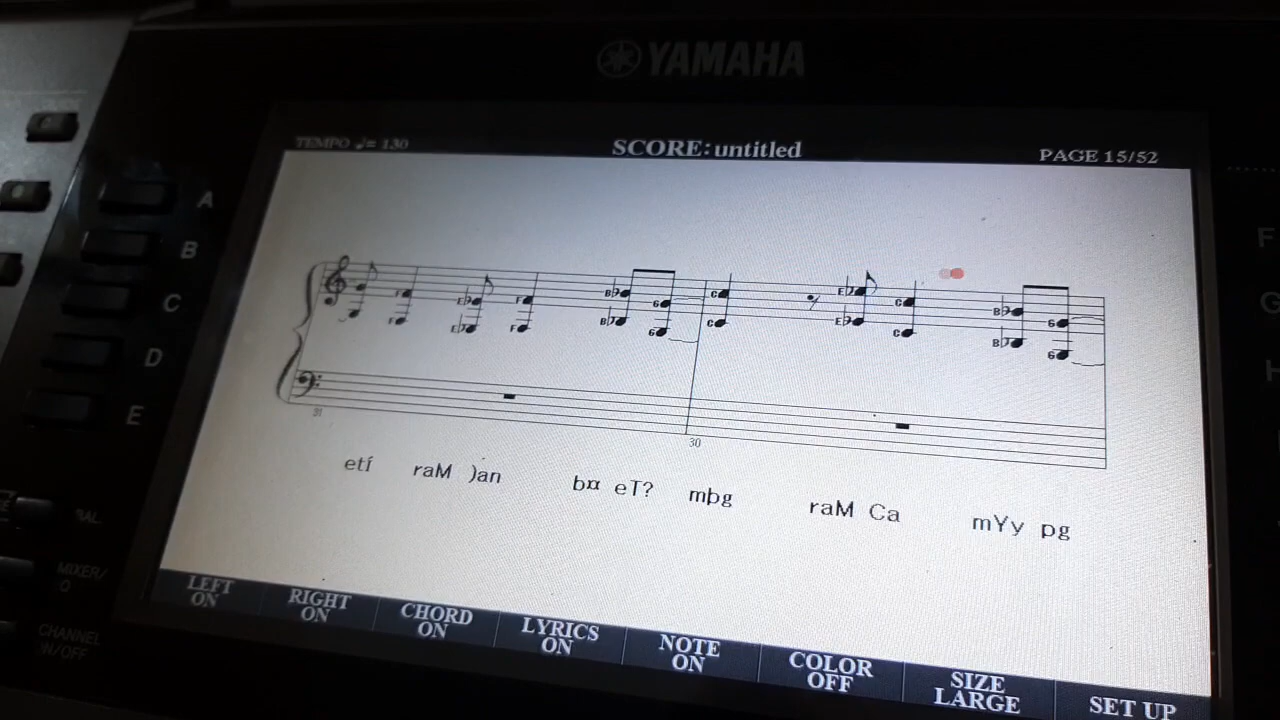 YAMAHA
TEMPO ♩= 130
SCORE: untitled
PAGE 15/52
A
B
C
D
E
F E♭ F B♭ G C E♭ C B♭ G
F E♭ F B♭ G C E♭ C B♭ G
31
30
etí raM )an b¤ eT? mþg raM Ca mYy pg
LEFT ON
RIGHT ON
CHORD ON
LYRICS ON
NOTE ON
COLOR OFF
SIZE LARGE
SET UP
BAL.
MIXER/
CHANNEL
ON/OFF
F
G
H